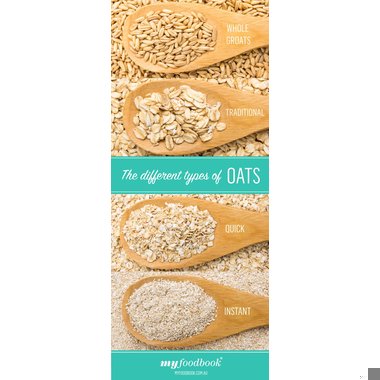 WHOLE
GROATS
TRADITIONAL
The different types of OATS
QUICK
INSTANT
myfoodbook
MYFOODBOOK.COM.AU